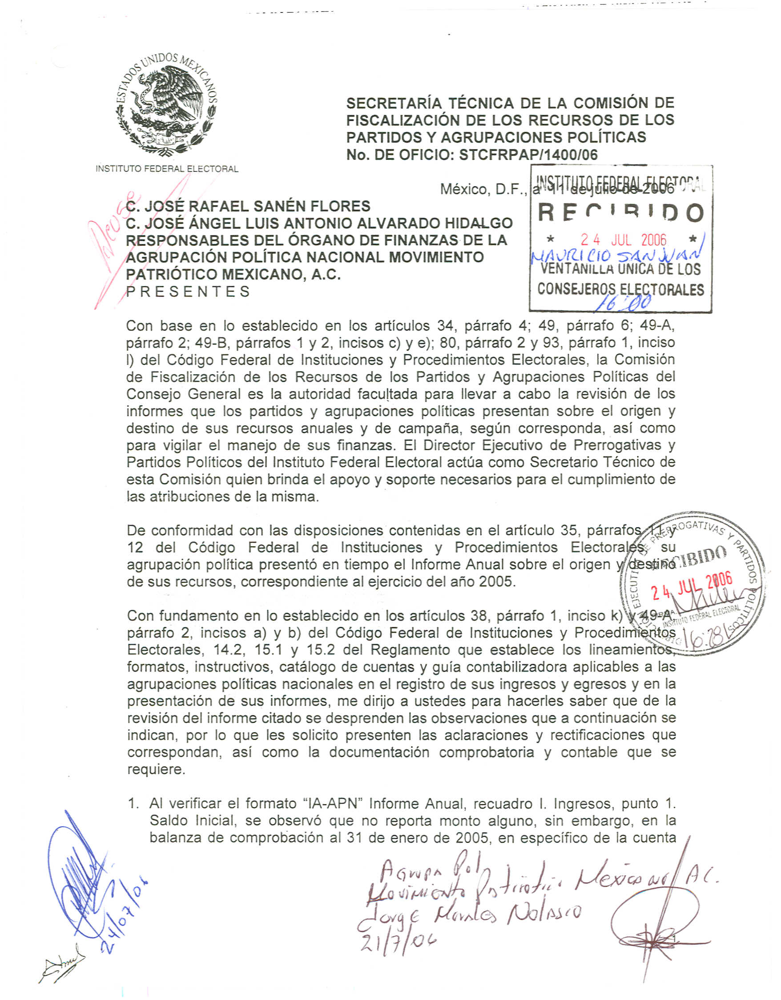 ESTADOS UNIDOS MEXICANOS
INSTITUTO FEDERAL ELECTORAL
SECRETARÍA TÉCNICA DE LA COMISIÓN DE
FISCALIZACIÓN DE LOS RECURSOS DE LOS
PARTIDOS Y AGRUPACIONES POLÍTICAS
No. DE OFICIO: STCFRPAP/1400/06
México, D.F., a 11 de julio de 2006
INSTITUTO FEDERAL ELECTORAL
RECIBIDO
* 24 JUL 2006 *
MAURICIO SANJUAN
VENTANILLA UNICA DE LOS
CONSEJEROS ELECTORALES
16:00
Acuse
C. JOSÉ RAFAEL SANÉN FLORES
C. JOSÉ ÁNGEL LUIS ANTONIO ALVARADO HIDALGO
RESPONSABLES DEL ÓRGANO DE FINANZAS DE LA
AGRUPACIÓN POLÍTICA NACIONAL MOVIMIENTO
PATRIÓTICO MEXICANO, A.C.
P R E S E N T E S
Con base en lo establecido en los artículos 34, párrafo 4; 49, párrafo 6; 49-A,
párrafo 2; 49-B, párrafos 1 y 2, incisos c) y e); 80, párrafo 2 y 93, párrafo 1, inciso
l) del Código Federal de Instituciones y Procedimientos Electorales, la Comisión
de Fiscalización de los Recursos de los Partidos y Agrupaciones Políticas del
Consejo General es la autoridad facultada para llevar a cabo la revisión de los
informes que los partidos y agrupaciones políticas presentan sobre el origen y
destino de sus recursos anuales y de campaña, según corresponda, así como
para vigilar el manejo de sus finanzas. El Director Ejecutivo de Prerrogativas y
Partidos Políticos del Instituto Federal Electoral actúa como Secretario Técnico de
esta Comisión quien brinda el apoyo y soporte necesarios para el cumplimiento de
las atribuciones de la misma.
De conformidad con las disposiciones contenidas en el artículo 35, párrafos 11 y
12 del Código Federal de Instituciones y Procedimientos Electorales, su
agrupación política presentó en tiempo el Informe Anual sobre el origen y destino
de sus recursos, correspondiente al ejercicio del año 2005.
DIRECCIÓN EJECUTIVA DE PRERROGATIVAS Y PARTIDOS POLÍTICOS
RECIBIDO
24 JUL 2006
FIRMA.
INSTITUTO FEDERAL ELECTORAL
16:28
Con fundamento en lo establecido en los artículos 38, párrafo 1, inciso k) y 49-A,
párrafo 2, incisos a) y b) del Código Federal de Instituciones y Procedimientos
Electorales, 14.2, 15.1 y 15.2 del Reglamento que establece los lineamientos,
formatos, instructivos, catálogo de cuentas y guía contabilizadora aplicables a las
agrupaciones políticas nacionales en el registro de sus ingresos y egresos y en la
presentación de sus informes, me dirijo a ustedes para hacerles saber que de la
revisión del informe citado se desprenden las observaciones que a continuación se
indican, por lo que les solicito presenten las aclaraciones y rectificaciones que
correspondan, así como la documentación comprobatoria y contable que se
requiere.
1. Al verificar el formato “IA-APN” Informe Anual, recuadro I. Ingresos, punto 1.
Saldo Inicial, se observó que no reporta monto alguno, sin embargo, en la
balanza de comprobación al 31 de enero de 2005, en específico de la cuenta
24/07/06
Agrupa Pol
Movimiento Patriótico Mexicano AC.
Jorge Morales Nolasco
21/7/06
1